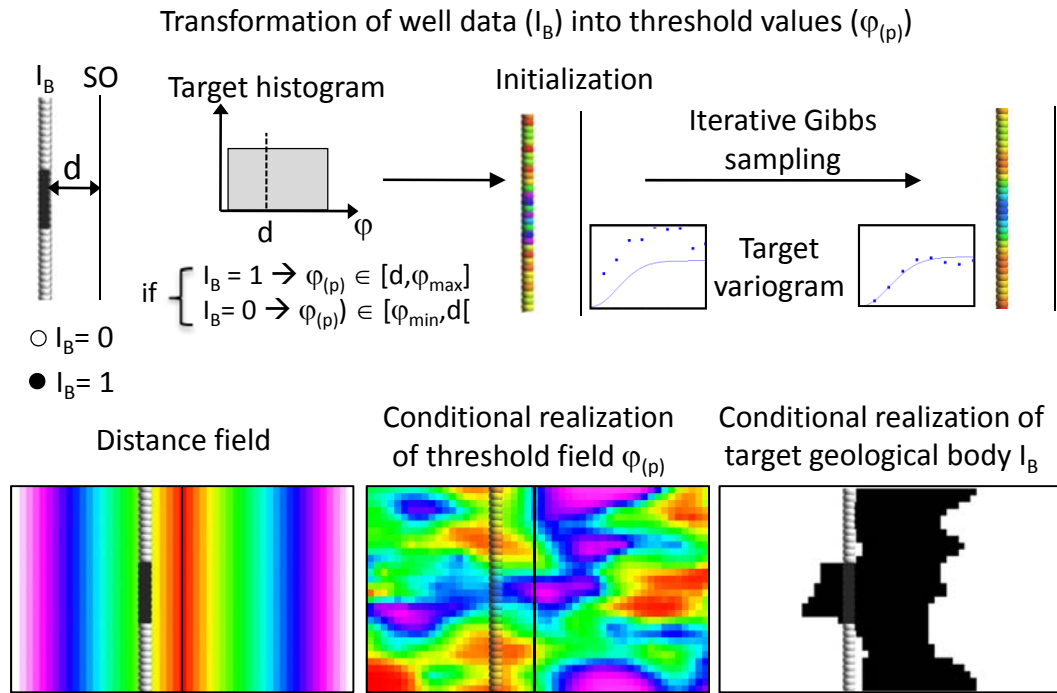 Transformation of well data (I_B) into threshold values (φ_(p))
I_B SO
Target histogram
Initialization
Iterative Gibbs
sampling
d
d
φ
Target
variogram
if
I_B = 1 → φ_(p) ∈ [d,φ_max]
I_B= 0 → φ_(p)) ∈ [φ_min,d[
○ I_B= 0
● I_B= 1
Distance field
Conditional realization
of threshold field φ_(p)
Conditional realization of
target geological body I_B